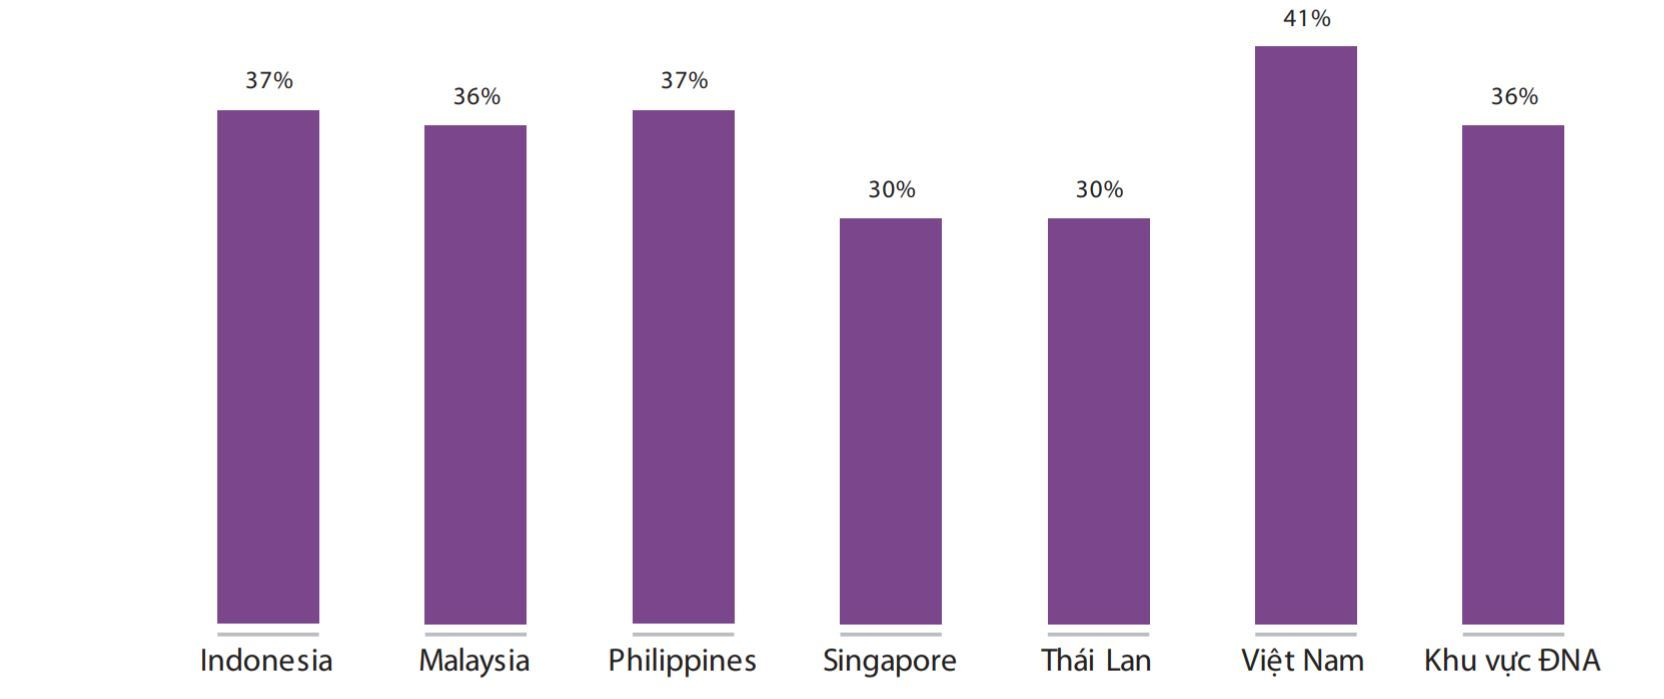 41%
37%
36%
37%
36%
30%
30%
Indonesia
Malaysia
Philippines
Singapore
Thái Lan
Việt Nam
Khu vực ĐNA